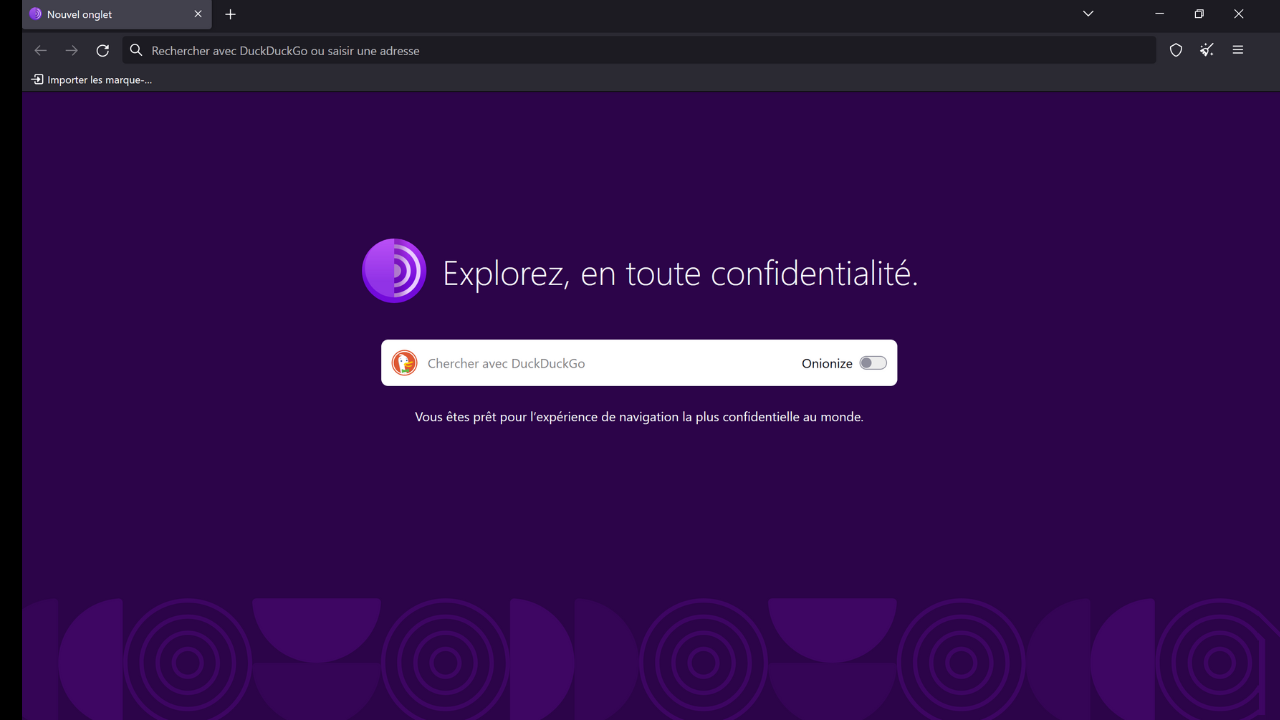 Nouvel onglet
Rechercher avec DuckDuckGo ou saisir une adresse
Importer les marque-...
Explorez, en toute confidentialité.
Chercher avec DuckDuckGo Onionize
Vous êtes prêt pour l'expérience de navigation la plus confidentielle au monde.